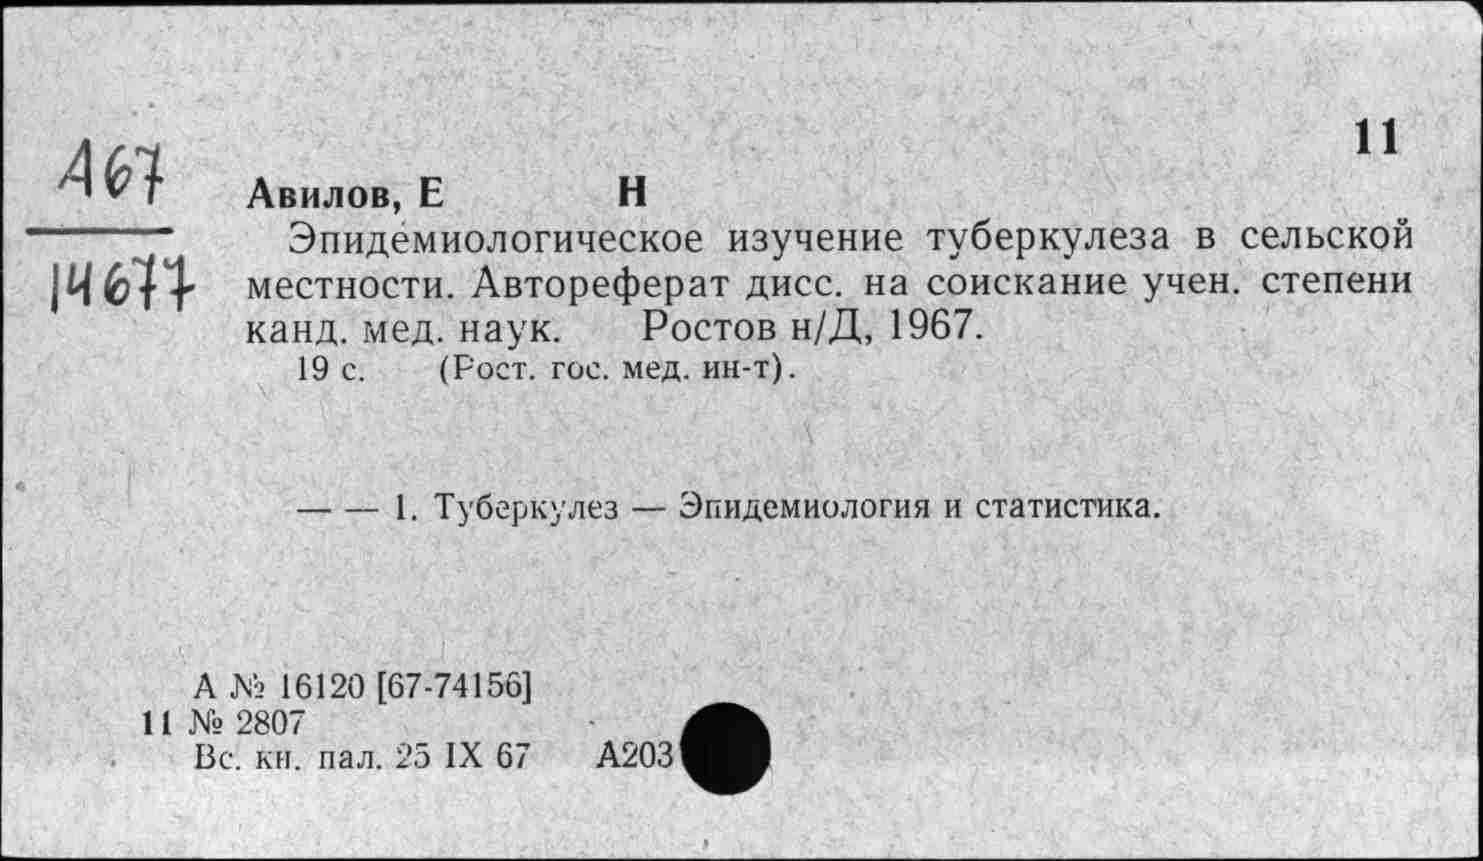 11
А67
14677
Авилов, Е Н
Эпидемиологическое изучение туберкулеза в сельской
местности. Автореферат дисс. на соискание учен. степени
канд. мед. наук. Ростов н/Д, 1967.
19 с. (Рост. гос. мед. ин-т).
— — 1. Туберкулез — Эпидемиология и статистика.
А № 16120 [67-74156]
11 № 2807
Вс. кн. пал. 25 IX 67 А203